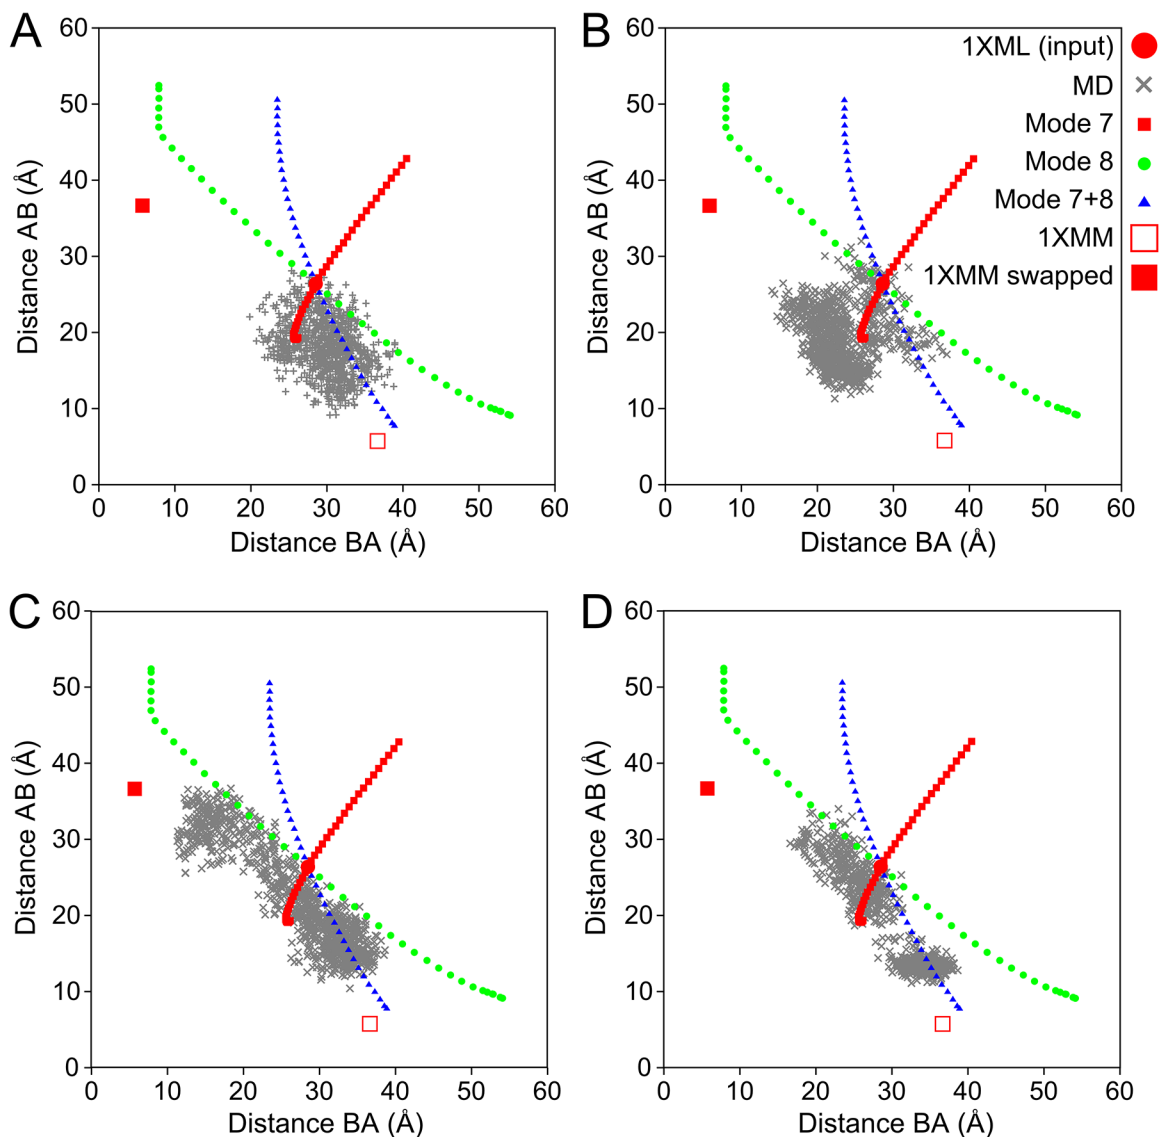 A
60
50
40
30
20
10
0
Distance AB (Å)
0 10 20 30 40 50 60
Distance BA (Å)
B
60
50
40
30
20
10
0
Distance AB (Å)
0 10 20 30 40 50 60
Distance BA (Å)
1XML (input)
MD
Mode 7
Mode 8
Mode 7+8
1XMM
1XMM swapped
C
60
50
40
30
20
10
0
Distance AB (Å)
0 10 20 30 40 50 60
Distance BA (Å)
D
60
50
40
30
20
10
0
Distance AB (Å)
0 10 20 30 40 50 60
Distance BA (Å)